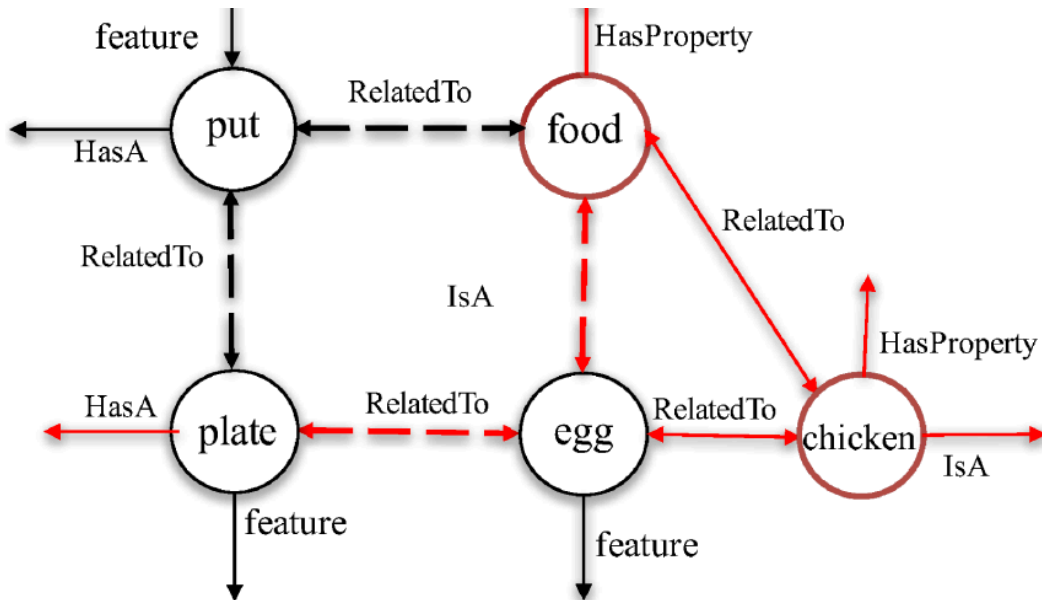 feature
HasProperty
RelatedTo
put
food
HasA
RelatedTo
RelatedTo
IsA
HasProperty
HasA
RelatedTo
RelatedTo
plate
egg
chicken
IsA
feature
feature